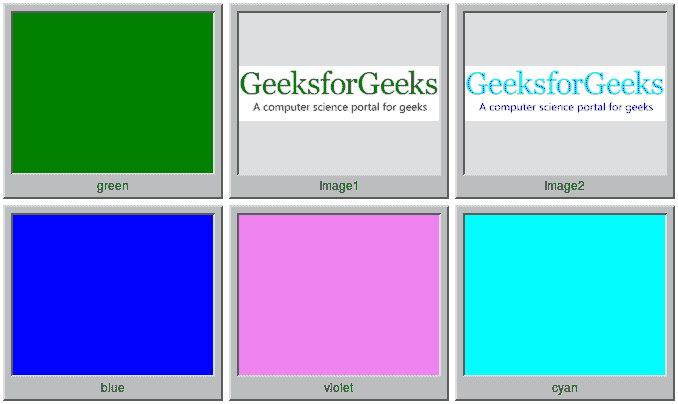 GeeksforGeeks
A computer science portal for geeks
GeeksforGeeks
A computer science portal for geeks
green
Image1
Image2
blue
violet
cyan